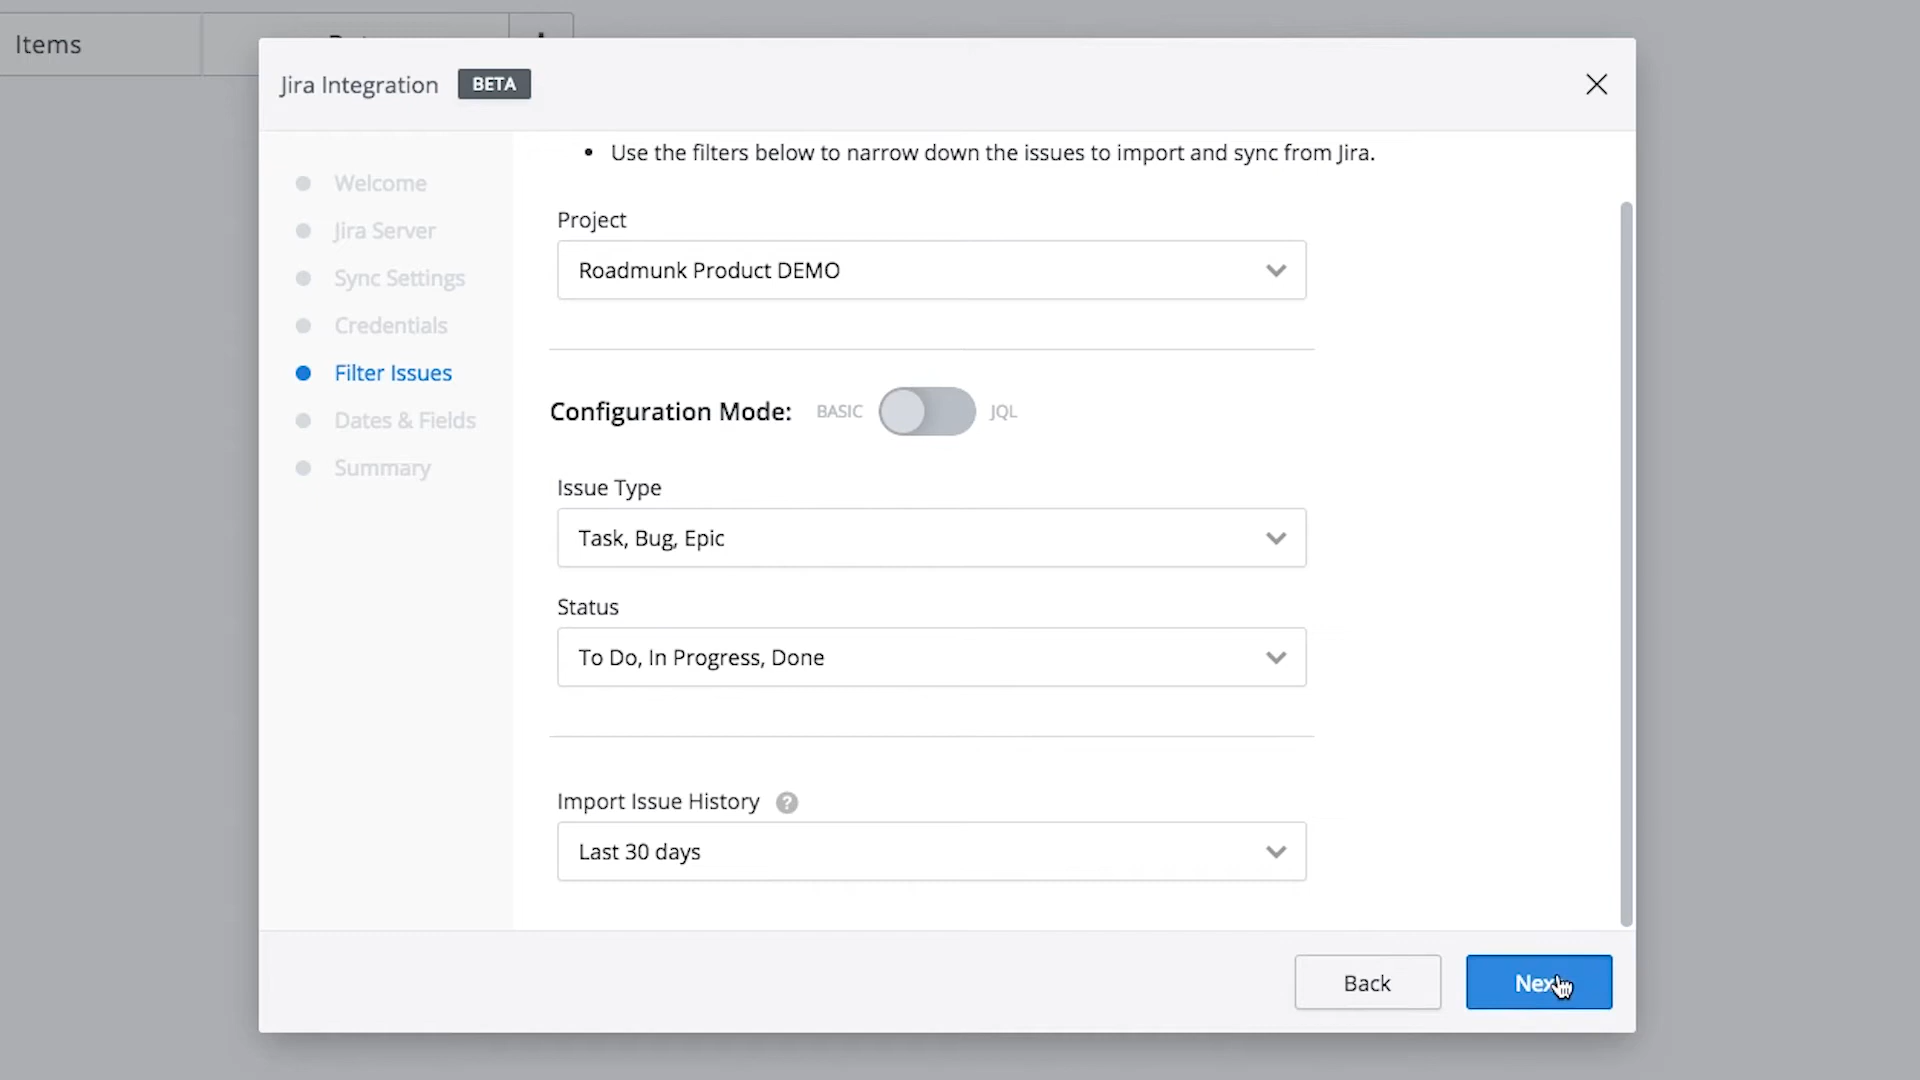 Items
Jira Integration BETA
Welcome
Jira Server
Sync Settings
Credentials
Filter Issues
Dates & Fields
Summary
• Use the filters below to narrow down the issues to import and sync from Jira.
Project
Roadmunk Product DEMO
Configuration Mode: BASIC JQL
Issue Type
Task, Bug, Epic
Status
To Do, In Progress, Done
Import Issue History ?
Last 30 days
Back
Next